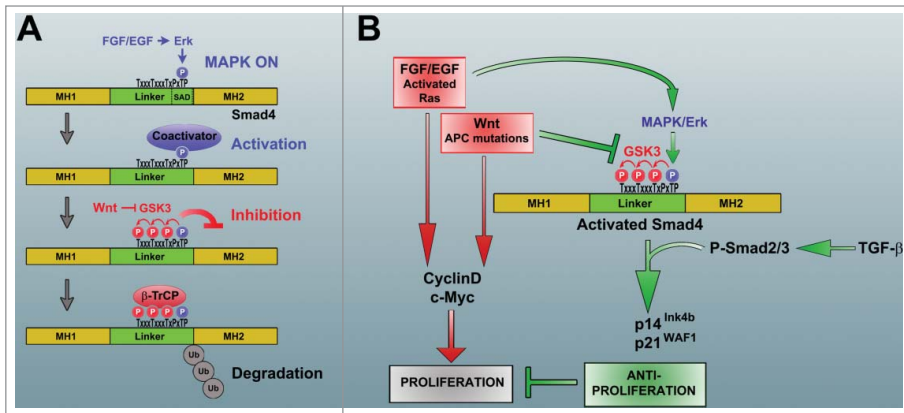 A
FGF/EGF → Erk
P
MAPK ON
TxxxTxxxTxPxTP
MH1 Linker SAD MH2
Smad4
Coactivator
P
Activation
TxxxTxxxTxPxTP
MH1 Linker MH2
Wnt GSK3
Inhibition
P P P P
TxxxTxxxTxPxTP
MH1 Linker MH2
β-TrCP
P P P P
TxxxTxxxTxPxTP
MH1 Linker MH2
Ub
Ub
Ub
Degradation
B
FGF/EGF
Activated
Ras
Wnt
APC mutations
MAPK/Erk
GSK3
P P P P
TxxxTxxxTxPxTP
MH1 Linker MH2
Activated Smad4
P-Smad2/3
TGF-β
CyclinD
c-Myc
p14 Ink4b
p21 WAF1
PROLIFERATION
ANTI-
PROLIFERATION